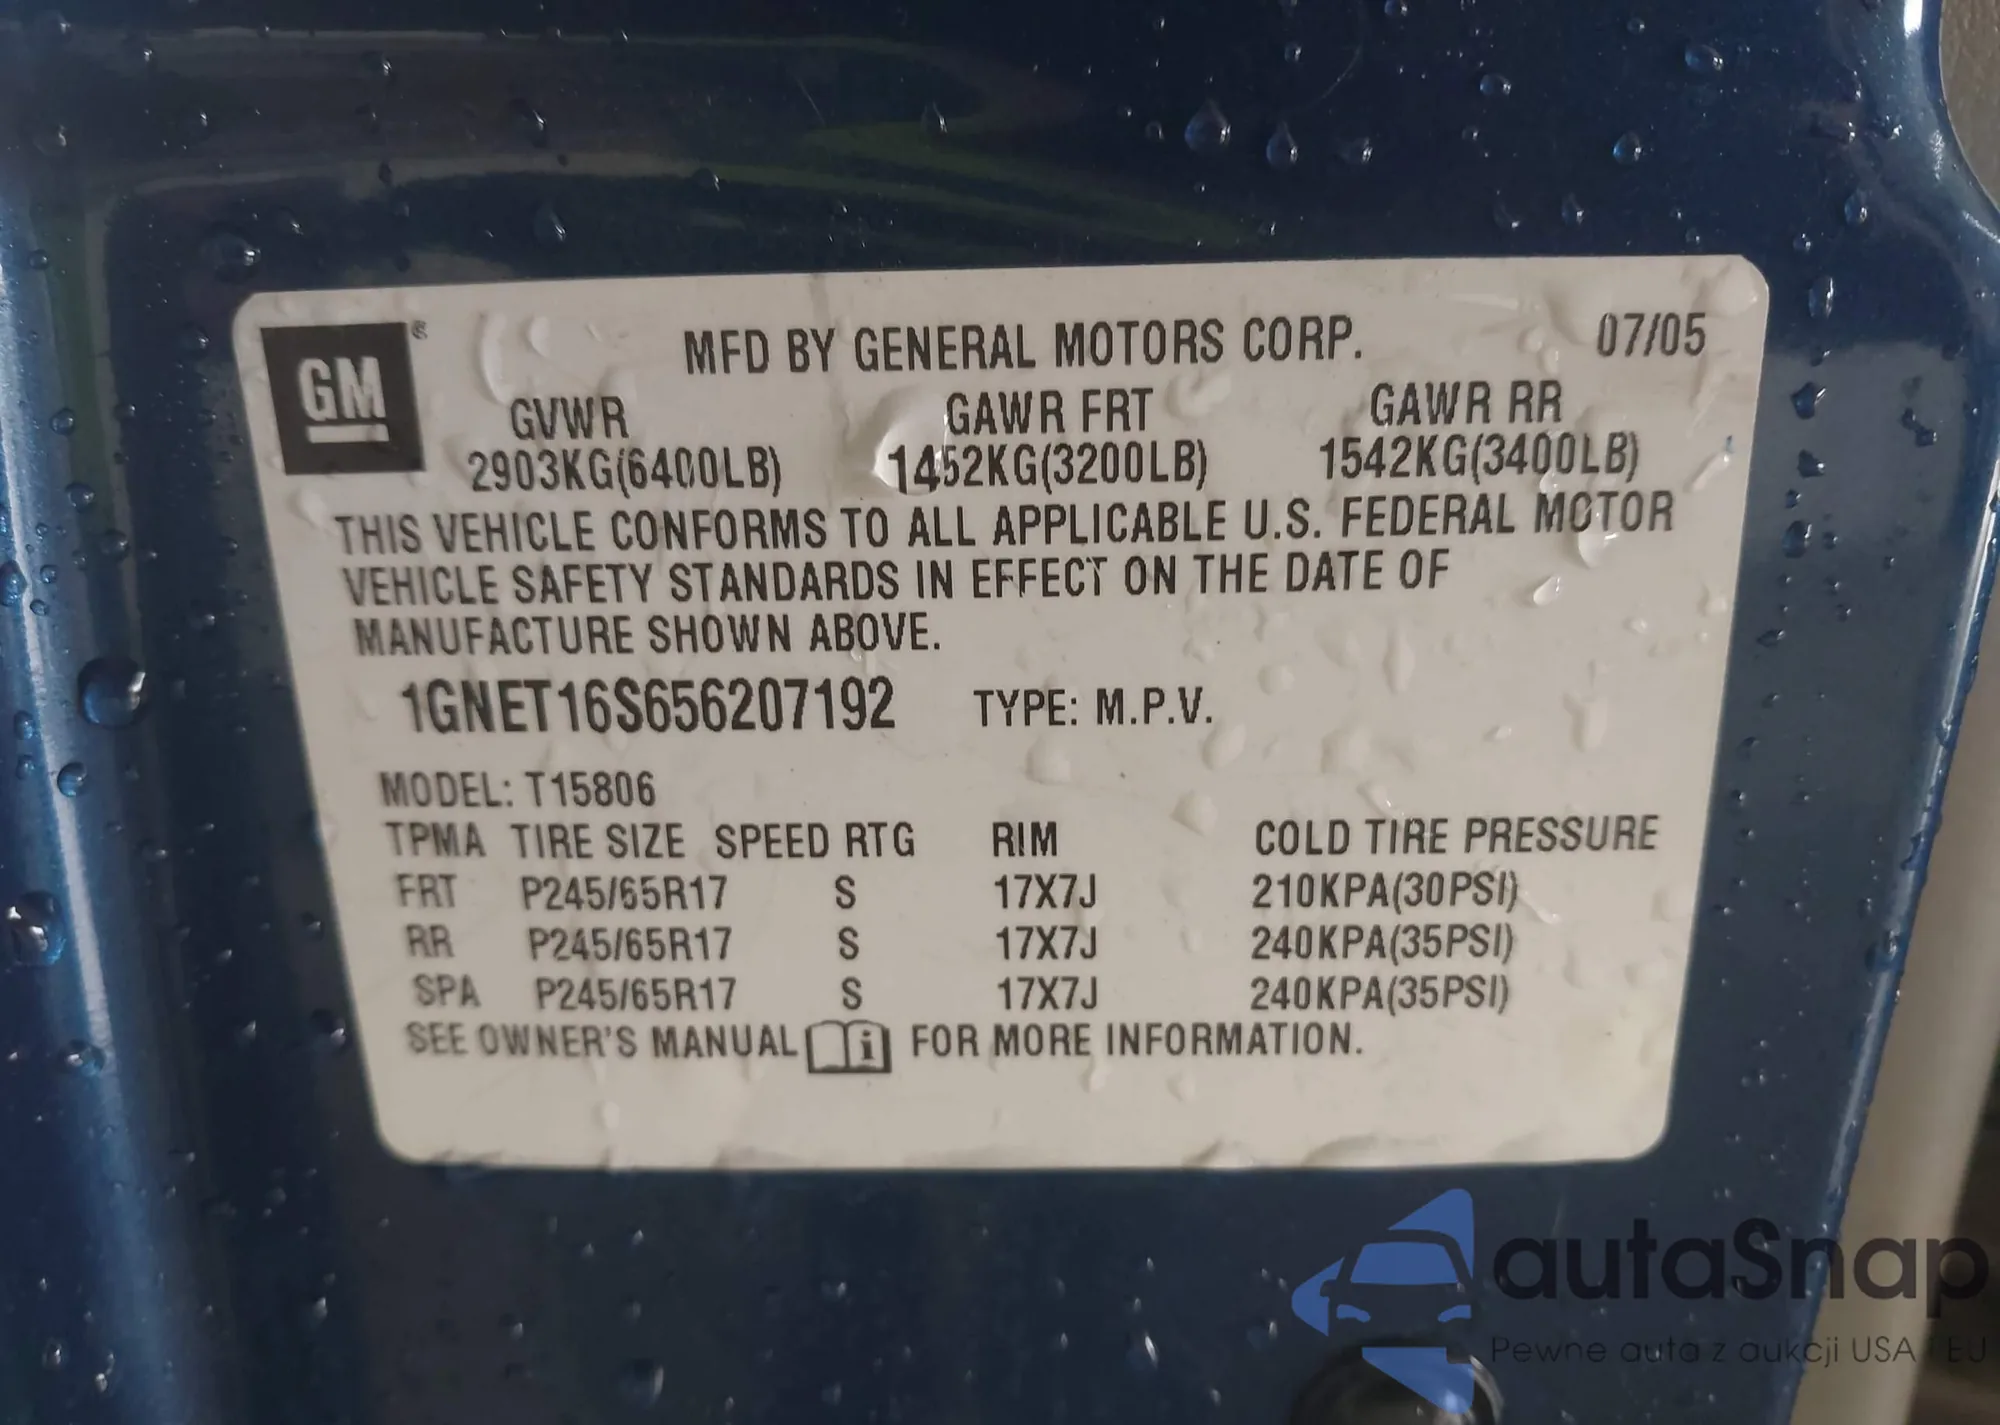 GM ®
MFD BY GENERAL MOTORS CORP. 07/05
GVWR GAWR FRT GAWR RR
2903KG(6400LB) 1452KG(3200LB) 1542KG(3400LB)
THIS VEHICLE CONFORMS TO ALL APPLICABLE U.S. FEDERAL MOTOR
VEHICLE SAFETY STANDARDS IN EFFECT ON THE DATE OF
MANUFACTURE SHOWN ABOVE.
1GNET16S656207192 TYPE: M.P.V.
MODEL: T15806
TPMA TIRE SIZE SPEED RTG RIM COLD TIRE PRESSURE
FRT P245/65R17 S 17X7J 210KPA(30PSI)
RR P245/65R17 S 17X7J 240KPA(35PSI)
SPA P245/65R17 S 17X7J 240KPA(35PSI)
SEE OWNER'S MANUAL i FOR MORE INFORMATION.
autaSnap
Pewne auta z aukcji USA i EU